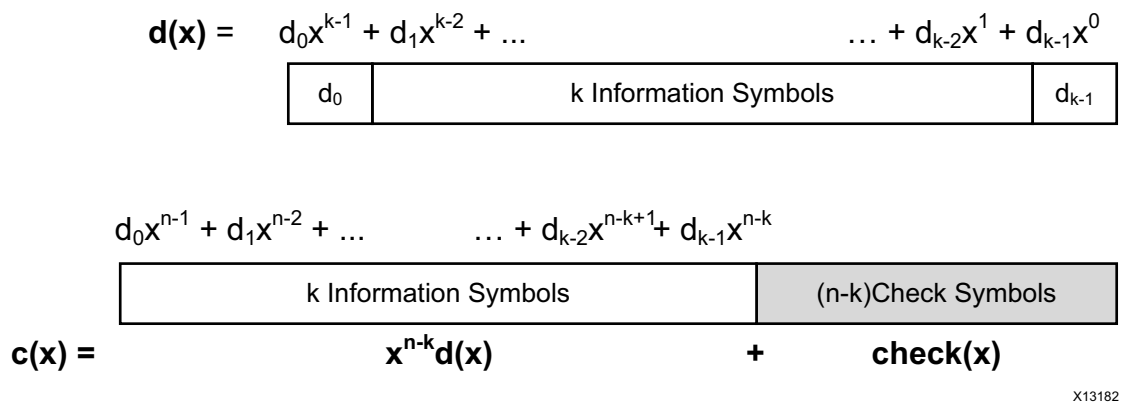 d(x) = d₀xᵏ⁻¹ + d₁xᵏ⁻² + ... … + dₖ₋₂x¹ + dₖ₋₁x⁰
d₀ k Information Symbols dₖ₋₁
d₀xⁿ⁻¹ + d₁xⁿ⁻² + ... … + dₖ₋₂xⁿ⁻ᵏ⁺¹+ dₖ₋₁xⁿ⁻ᵏ
k Information Symbols (n-k)Check Symbols
c(x) = xⁿ⁻ᵏd(x) + check(x)
X13182